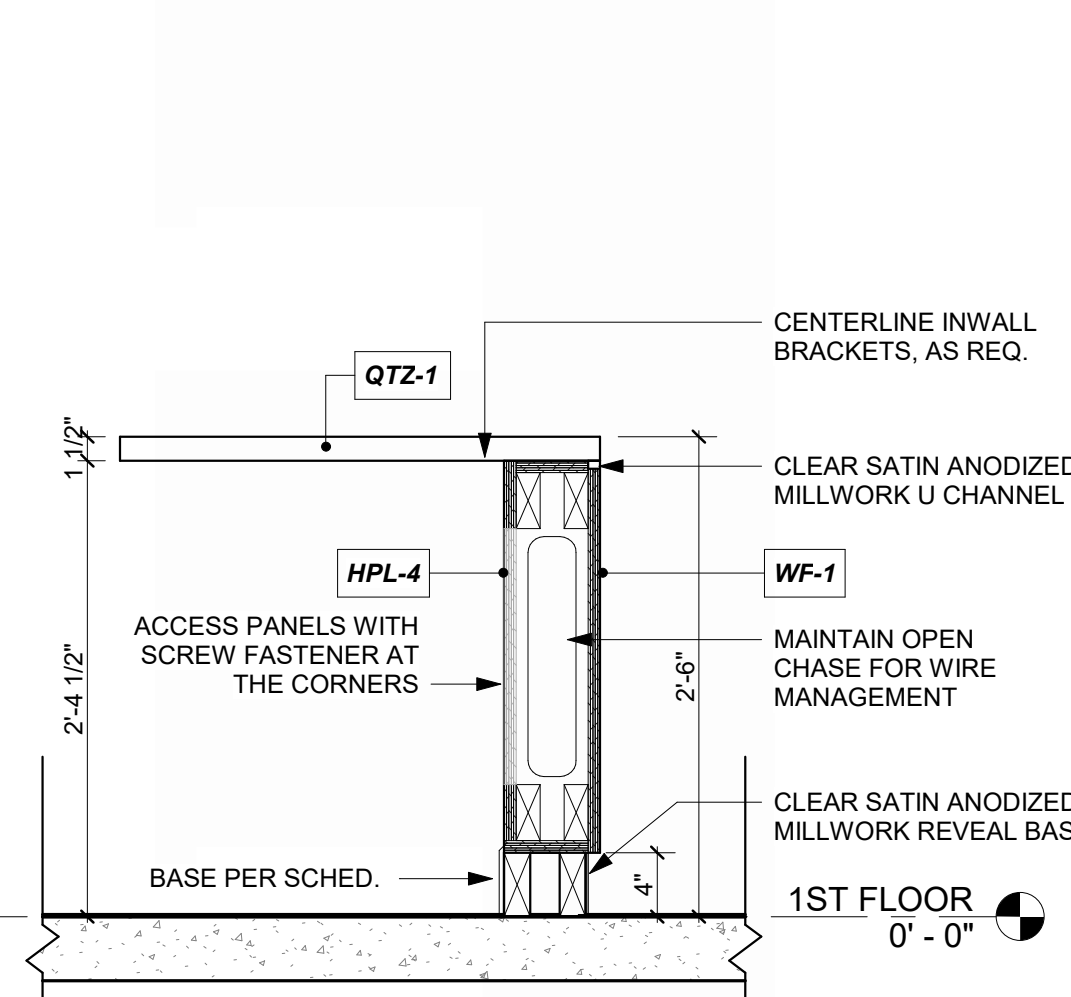 CENTERLINE INWALL
BRACKETS, AS REQ.
QTZ-1
1 1/2"
CLEAR SATIN ANODIZED
MILLWORK U CHANNEL
HPL-4
WF-1
ACCESS PANELS WITH
SCREW FASTENER AT
THE CORNERS
MAINTAIN OPEN
CHASE FOR WIRE
MANAGEMENT
2'-4 1/2"
2'-6"
CLEAR SATIN ANODIZED
MILLWORK REVEAL BAS
BASE PER SCHED.
4"
1ST FLOOR
0' - 0"